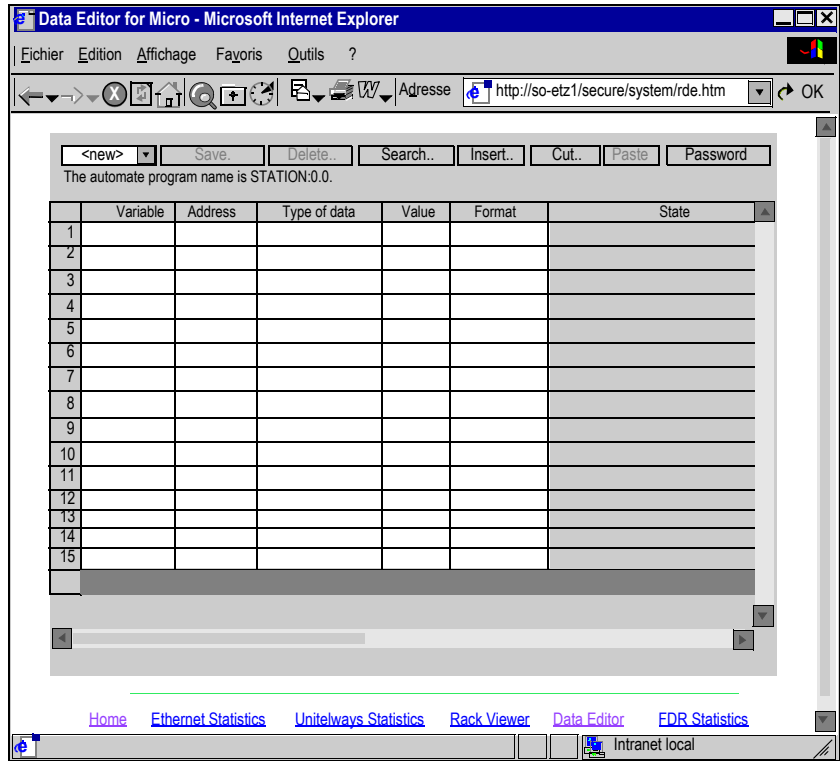 Data Editor for Micro - Microsoft Internet Explorer
Fichier Edition Affichage Favoris Outils ?
Adresse http://so-etz1/secure/system/rde.htm OK
<new> Save. Delete.. Search.. Insert.. Cut.. Paste Password
The automate program name is STATION:0.0.
Variable Address Type of data Value Format State
1
2
3
4
5
6
7
8
9
10
11
12
13
14
15
Home Ethernet Statistics Unitelways Statistics Rack Viewer Data Editor FDR Statistics
Intranet local